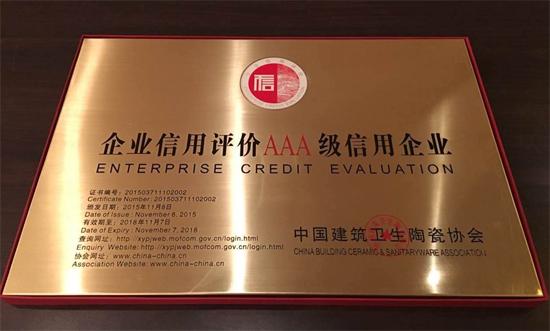 信
企业信用评价AAA级信用企业
ENTERPRISE CREDIT EVALUATION
证书编号：201503711102002
Certificate Number: 201503711102002
颁发日期：2015年11月8日
Date of Issue: November 8, 2015
有效期至：2018年11月7日
Date of Expiry: November 7, 2018
查询网址：http://xypjweb.mofcom.gov.cn/login.html
Enquiry Website: http://xypjweb.mofcom.gov.cn/login.html
协会网址：www.china-china.cn
Association Website: www.china-china.cn
中国建筑卫生陶瓷协会
CHINA BUILDING CERAMIC & SANITARYWARE ASSOCIATION